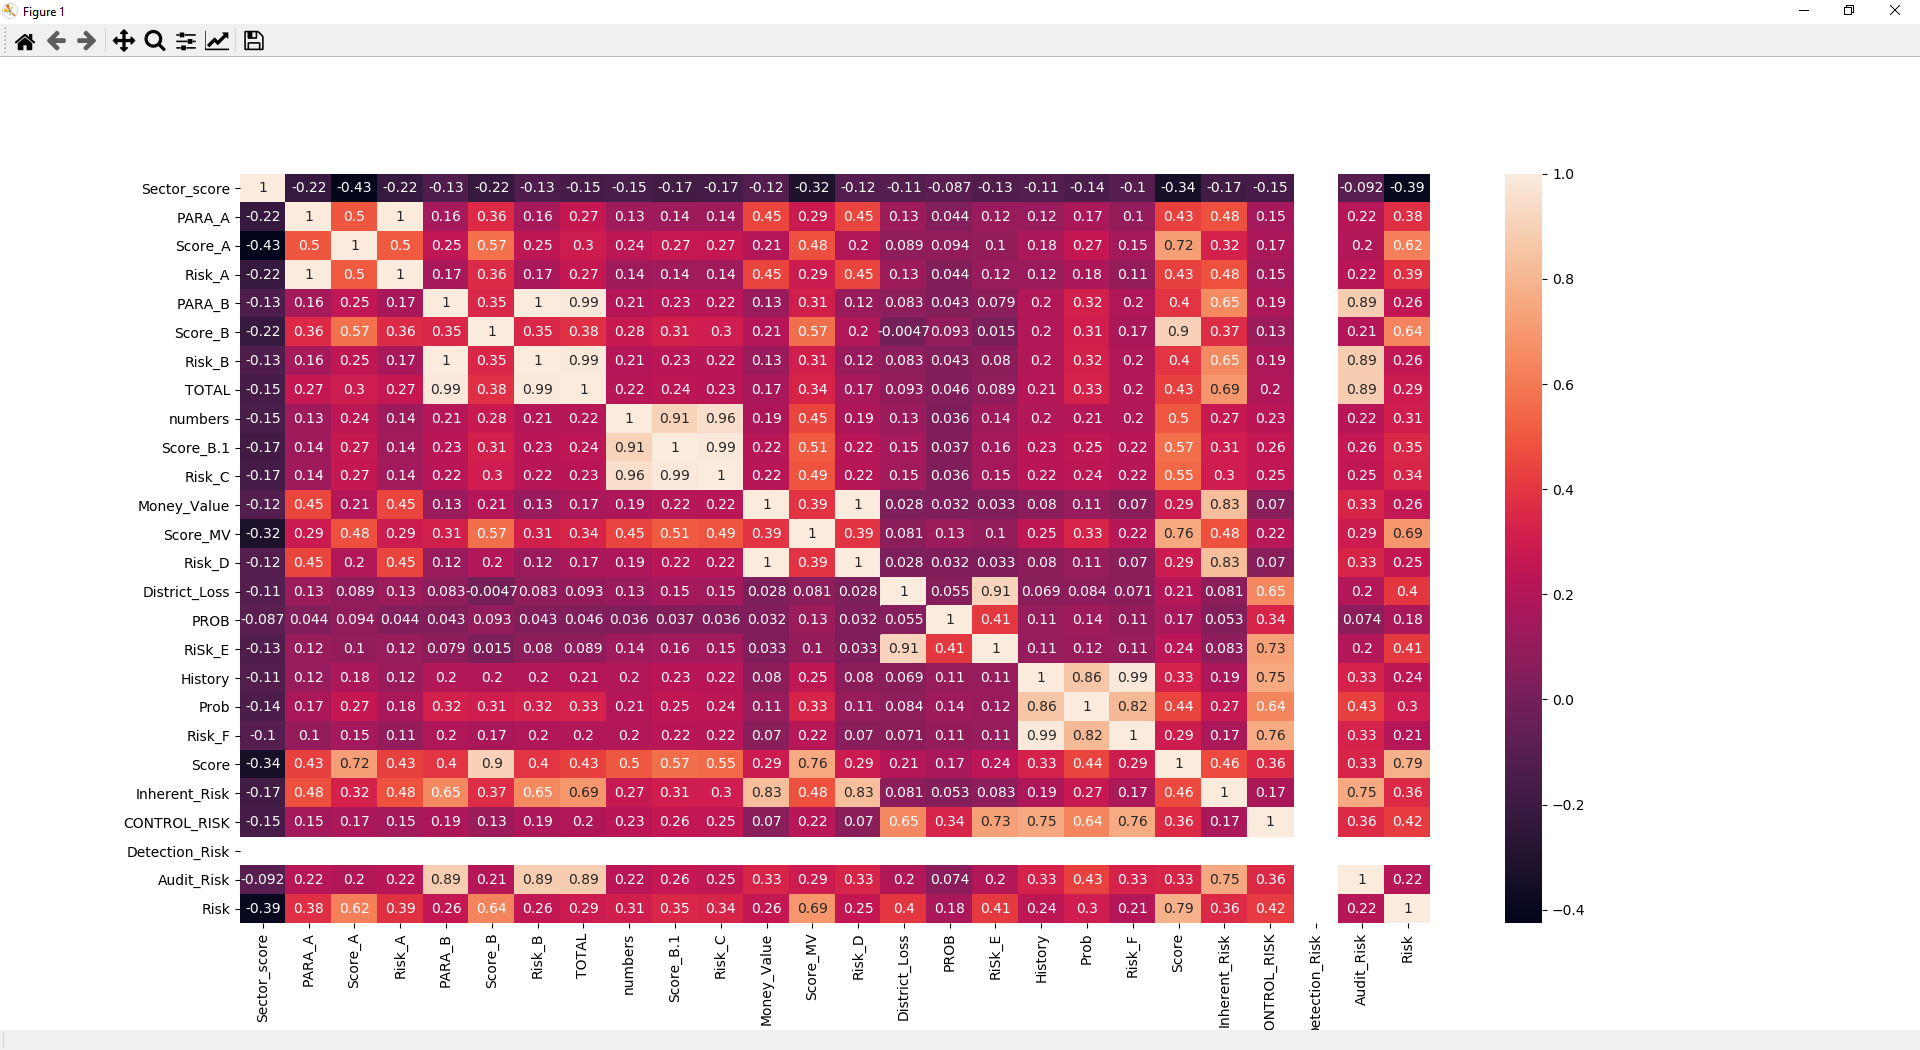 Figure 1
Sector_score 1 -0.22 -0.43 -0.22 -0.13 -0.22 -0.13 -0.15 -0.15 -0.17 -0.17 -0.12 -0.32 -0.12 -0.11 -0.087 -0.13 -0.11 -0.14 -0.1 -0.34 -0.17 -0.15 -0.092 -0.39 1.0
PARA_A -0.22 1 0.5 1 0.16 0.36 0.16 0.27 0.13 0.14 0.14 0.45 0.29 0.45 0.13 0.044 0.12 0.12 0.17 0.1 0.43 0.48 0.15 0.22 0.38
Score_A -0.43 0.5 1 0.5 0.25 0.57 0.25 0.3 0.24 0.27 0.27 0.21 0.48 0.2 0.089 0.094 0.1 0.18 0.27 0.15 0.72 0.32 0.17 0.2 0.62
Risk_A -0.22 1 0.5 1 0.17 0.36 0.17 0.27 0.14 0.14 0.14 0.45 0.29 0.45 0.13 0.044 0.12 0.12 0.18 0.11 0.43 0.48 0.15 0.22 0.39 0.8
PARA_B -0.13 0.16 0.25 0.17 1 0.35 1 0.99 0.21 0.23 0.22 0.13 0.31 0.12 0.083 0.043 0.079 0.2 0.32 0.2 0.4 0.65 0.19 0.89 0.26
Score_B -0.22 0.36 0.57 0.36 0.35 1 0.35 0.38 0.28 0.31 0.3 0.21 0.57 0.2 -0.0047 0.093 0.015 0.2 0.31 0.17 0.9 0.37 0.13 0.21 0.64
Risk_B -0.13 0.16 0.25 0.17 1 0.35 1 0.99 0.21 0.23 0.22 0.13 0.31 0.12 0.083 0.043 0.08 0.2 0.32 0.2 0.4 0.65 0.19 0.89 0.26
TOTAL -0.15 0.27 0.3 0.27 0.99 0.38 0.99 1 0.22 0.24 0.23 0.17 0.34 0.17 0.093 0.046 0.089 0.21 0.33 0.2 0.43 0.69 0.2 0.89 0.29 0.6
numbers -0.15 0.13 0.24 0.14 0.21 0.28 0.21 0.22 1 0.91 0.96 0.19 0.45 0.19 0.13 0.036 0.14 0.2 0.21 0.2 0.5 0.27 0.23 0.22 0.31
Score_B.1 -0.17 0.14 0.27 0.14 0.23 0.31 0.23 0.24 0.91 1 0.99 0.22 0.51 0.22 0.15 0.037 0.16 0.23 0.25 0.22 0.57 0.31 0.26 0.26 0.35
Risk_C -0.17 0.14 0.27 0.14 0.22 0.3 0.22 0.23 0.96 0.99 1 0.22 0.49 0.22 0.15 0.036 0.15 0.22 0.24 0.22 0.55 0.3 0.25 0.25 0.34 0.4
Money_Value -0.12 0.45 0.21 0.45 0.13 0.21 0.13 0.17 0.19 0.22 0.22 1 0.39 1 0.028 0.032 0.033 0.08 0.11 0.07 0.29 0.83 0.07 0.33 0.26
Score_MV -0.32 0.29 0.48 0.29 0.31 0.57 0.31 0.34 0.45 0.51 0.49 0.39 1 0.39 0.081 0.13 0.1 0.25 0.33 0.22 0.76 0.48 0.22 0.29 0.69
Risk_D -0.12 0.45 0.2 0.45 0.12 0.2 0.12 0.17 0.19 0.22 0.22 1 0.39 1 0.028 0.032 0.033 0.08 0.11 0.07 0.29 0.83 0.07 0.33 0.25
District_Loss -0.11 0.13 0.089 0.13 0.083 -0.0047 0.083 0.093 0.13 0.15 0.15 0.028 0.081 0.028 1 0.055 0.91 0.069 0.084 0.071 0.21 0.081 0.65 0.2 0.4 0.2
PROB -0.087 0.044 0.094 0.044 0.043 0.093 0.043 0.046 0.036 0.037 0.036 0.032 0.13 0.032 0.055 1 0.41 0.11 0.14 0.11 0.17 0.053 0.34 0.074 0.18
RiSk_E -0.13 0.12 0.1 0.12 0.079 0.015 0.08 0.089 0.14 0.16 0.15 0.033 0.1 0.033 0.91 0.41 1 0.11 0.12 0.11 0.24 0.083 0.73 0.2 0.41
History -0.11 0.12 0.18 0.12 0.2 0.2 0.2 0.21 0.2 0.23 0.22 0.08 0.25 0.08 0.069 0.11 0.11 1 0.86 0.99 0.33 0.19 0.75 0.33 0.24
Prob -0.14 0.17 0.27 0.18 0.32 0.31 0.32 0.33 0.21 0.25 0.24 0.11 0.33 0.11 0.084 0.14 0.12 0.86 1 0.82 0.44 0.27 0.64 0.43 0.3 0.0
Risk_F -0.1 0.1 0.15 0.11 0.2 0.17 0.2 0.2 0.2 0.22 0.22 0.07 0.22 0.07 0.071 0.11 0.11 0.99 0.82 1 0.29 0.17 0.76 0.33 0.21
Score -0.34 0.43 0.72 0.43 0.4 0.9 0.4 0.43 0.5 0.57 0.55 0.29 0.76 0.29 0.21 0.17 0.24 0.33 0.44 0.29 1 0.46 0.36 0.33 0.79
Inherent_Risk -0.17 0.48 0.32 0.48 0.65 0.37 0.65 0.69 0.27 0.31 0.3 0.83 0.48 0.83 0.081 0.053 0.083 0.19 0.27 0.17 0.46 1 0.17 0.75 0.36 −0.2
CONTROL_RISK -0.15 0.15 0.17 0.15 0.19 0.13 0.19 0.2 0.23 0.26 0.25 0.07 0.22 0.07 0.65 0.34 0.73 0.75 0.64 0.76 0.36 0.17 1 0.36 0.42
Detection_Risk
Audit_Risk -0.092 0.22 0.2 0.22 0.89 0.21 0.89 0.89 0.22 0.26 0.25 0.33 0.29 0.33 0.2 0.074 0.2 0.33 0.43 0.33 0.33 0.75 0.36 1 0.22
Risk -0.39 0.38 0.62 0.39 0.26 0.64 0.26 0.29 0.31 0.35 0.34 0.26 0.69 0.25 0.4 0.18 0.41 0.24 0.3 0.21 0.79 0.36 0.42 0.22 1 −0.4
Sector_score
PARA_A
Score_A
Risk_A
PARA_B
Score_B
Risk_B
TOTAL
numbers
Score_B.1
Risk_C
Money_Value
Score_MV
Risk_D
District_Loss
PROB
RiSk_E
History
Prob
Risk_F
Score
Inherent_Risk
ONTROL_RISK
etection_Risk
Audit_Risk
Risk